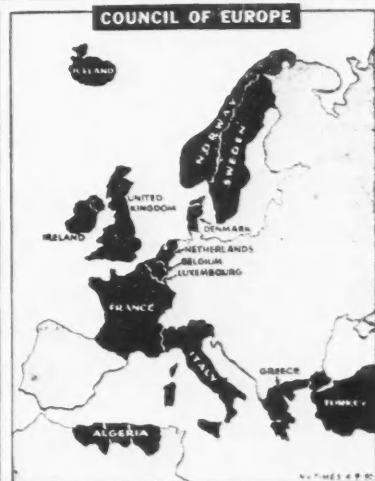 COUNCIL OF EUROPE
ICELAND
NORWAY
SWEDEN
UNITED
KINGDOM
IRELAND
DENMARK
NETHERLANDS
BELGIUM
LUXEMBOURG
FRANCE
ITALY
GREECE
TURKEY
ALGERIA